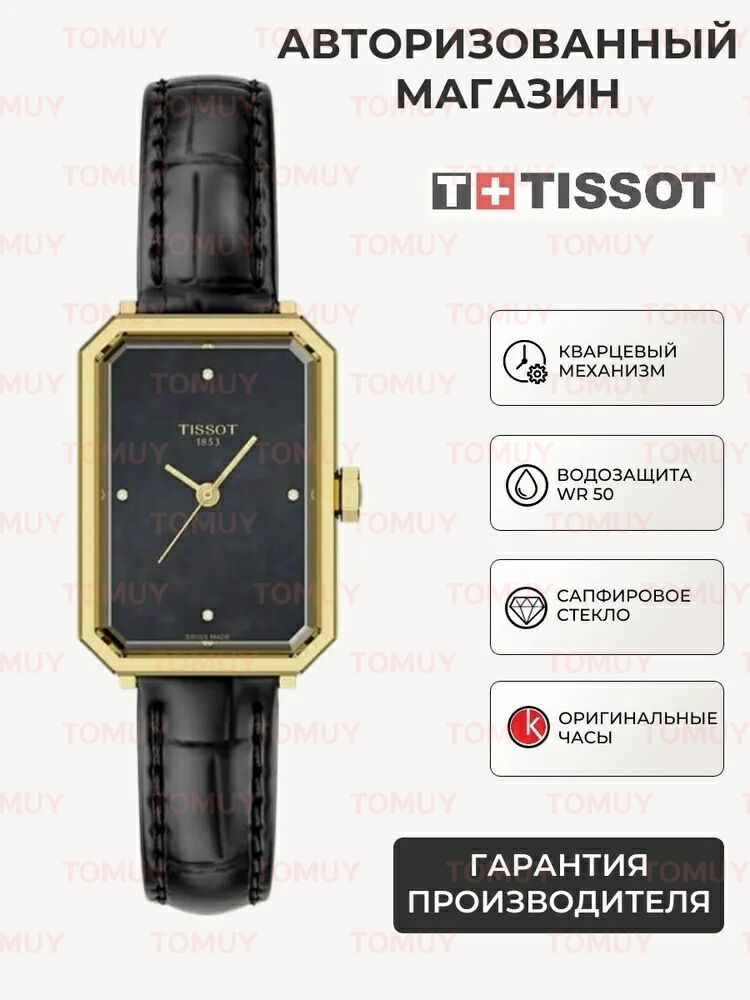 АВТОРИЗОВАННЫЙ
МАГАЗИН
T+TISSOT
TISSOT
1853
SWISS MADE
КВАРЦЕВЫЙ
МЕХАНИЗМ
ВОДОЗАЩИТА
WR 50
САПФИРОВОЕ
СТЕКЛО
ОРИГИНАЛЬНЫЕ
ЧАСЫ
ГАРАНТИЯ
ПРОИЗВОДИТЕЛЯ
TOMUY